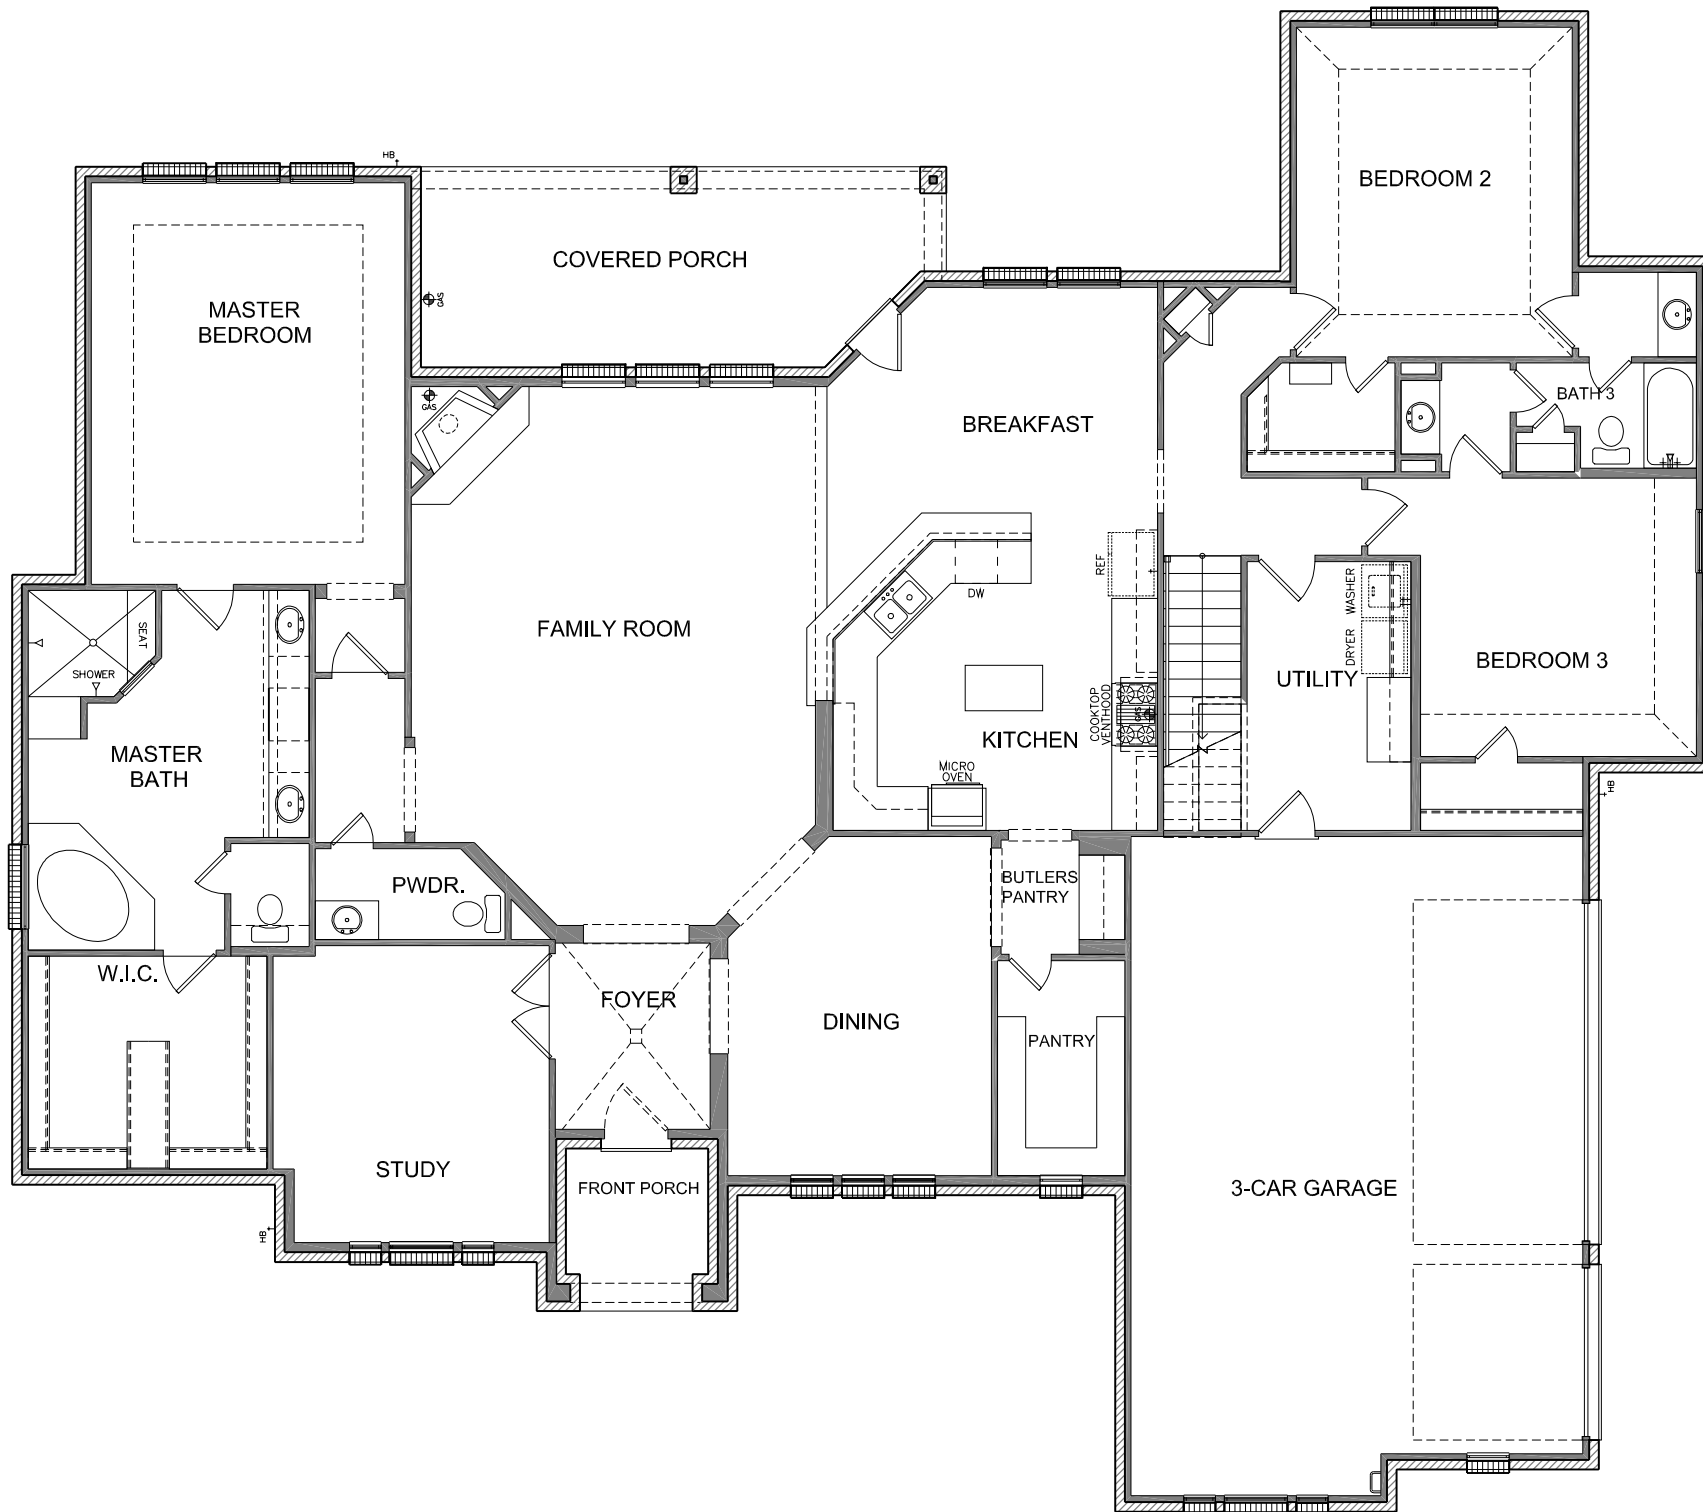 BEDROOM 2
HB
COVERED PORCH
GAS
MASTER
BEDROOM
BATH 3
GAS
BREAKFAST
REF
DW
WASHER
DRYER
SEAT
SHOWER
FAMILY ROOM
BEDROOM 3
UTILITY
COOKTOP
VENTHOOD
GAS
KITCHEN
MICRO
OVEN
MASTER
BATH
HB
PWDR.
BUTLERS
PANTRY
W.I.C.
FOYER
DINING
PANTRY
STUDY
FRONT PORCH
3-CAR GARAGE
HB